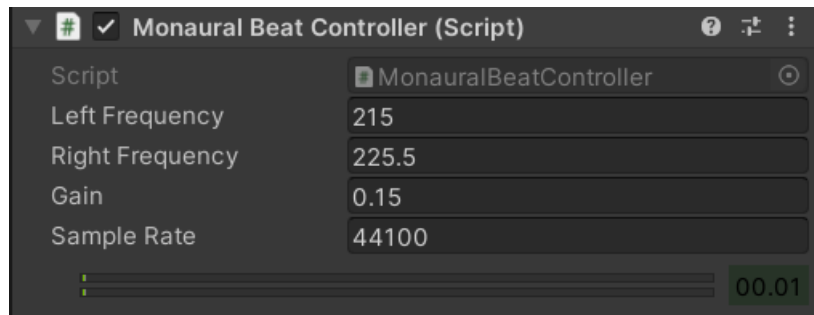 Monaural Beat Controller (Script)
Script MonauralBeatController
Left Frequency 215
Right Frequency 225.5
Gain 0.15
Sample Rate 44100
00.01